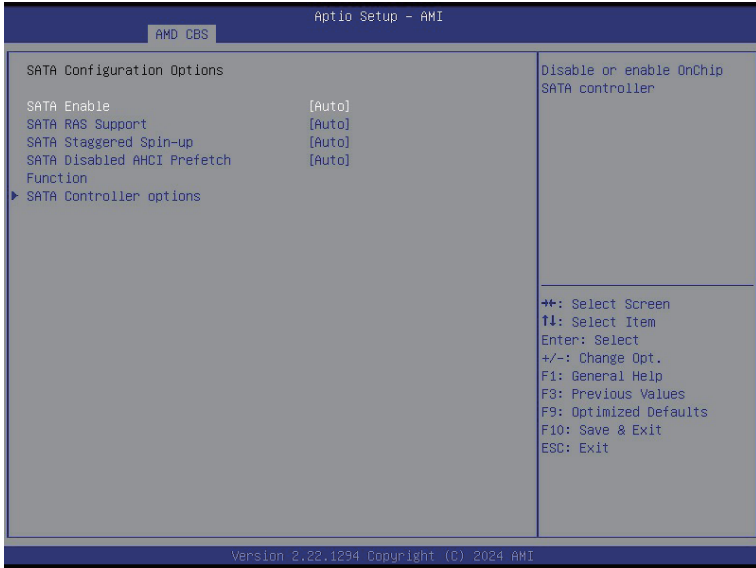 Aptio Setup – AMI
AMD CBS
SATA Configuration Options
SATA Enable [Auto]
SATA RAS Support [Auto]
SATA Staggered Spin-up [Auto]
SATA Disabled AHCI Prefetch [Auto]
Function
▶ SATA Controller options
Disable or enable OnChip
SATA controller
→←: Select Screen
↑↓: Select Item
Enter: Select
+/-: Change Opt.
F1: General Help
F3: Previous Values
F9: Optimized Defaults
F10: Save & Exit
ESC: Exit
Version 2.22.1294 Copyright (C) 2024 AMI